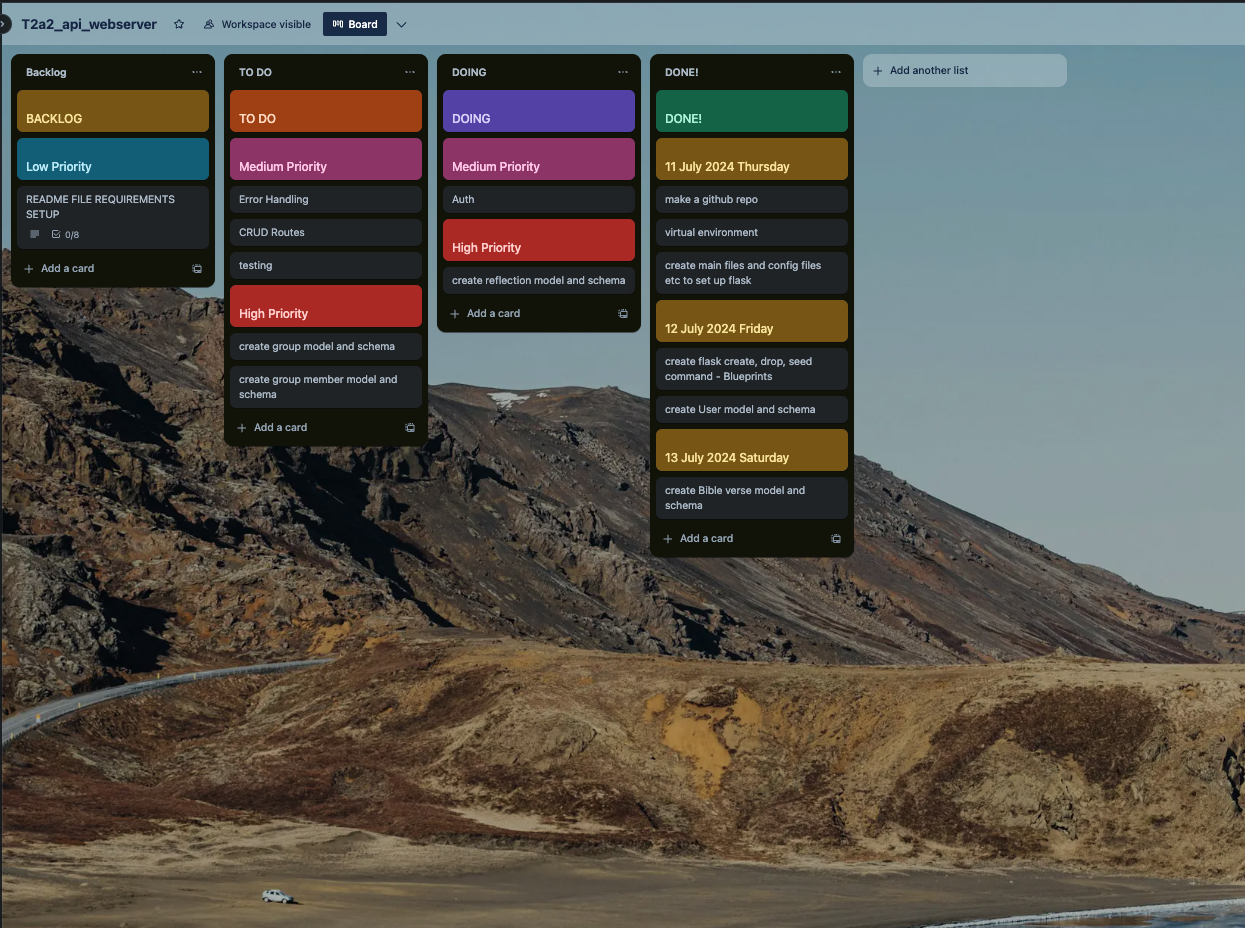 T2a2_api_webserver
Workspace visible
Board
Backlog
BACKLOG
Low Priority
README FILE REQUIREMENTS
SETUP
0/8
Add a card
TO DO
TO DO
Medium Priority
Error Handling
CRUD Routes
testing
High Priority
create group model and schema
create group member model and
schema
Add a card
DOING
DOING
Medium Priority
Auth
High Priority
create reflection model and schema
Add a card
DONE!
DONE!
11 July 2024 Thursday
make a github repo
virtual environment
create main files and config files
etc to set up flask
12 July 2024 Friday
create flask create, drop, seed
command - Blueprints
create User model and schema
13 July 2024 Saturday
create Bible verse model and
schema
Add a card
Add another list